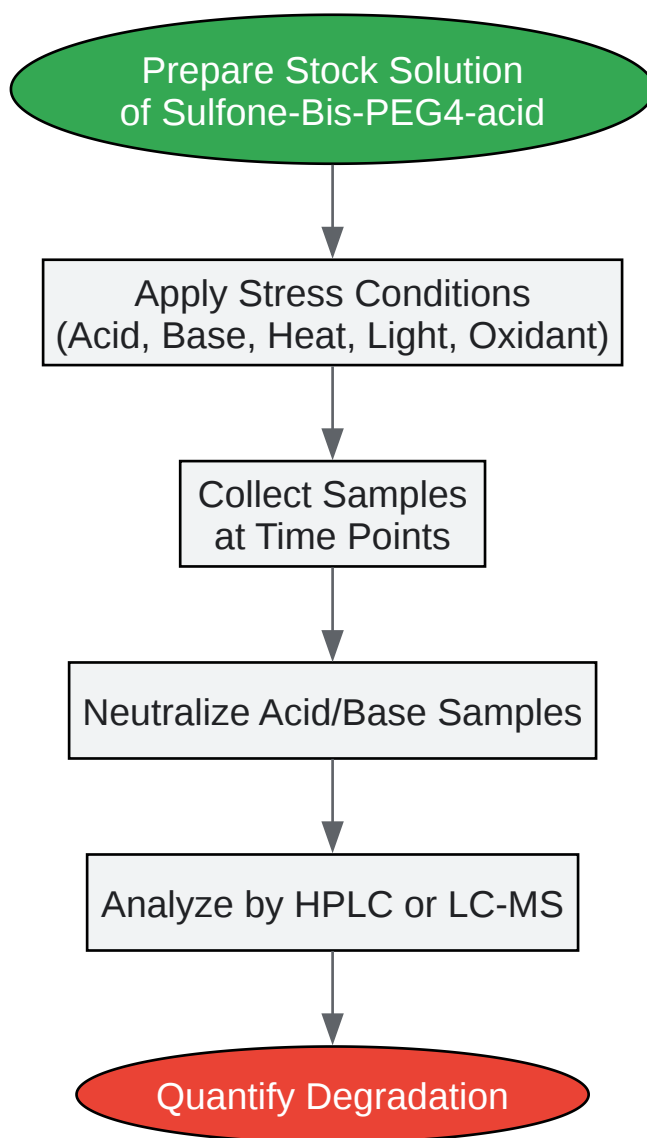 Prepare Stock Solution
of Sulfone-Bis-PEG4-acid
Apply Stress Conditions
(Acid, Base, Heat, Light, Oxidant)
Collect Samples
at Time Points
Neutralize Acid/Base Samples
Analyze by HPLC or LC-MS
Quantify Degradation